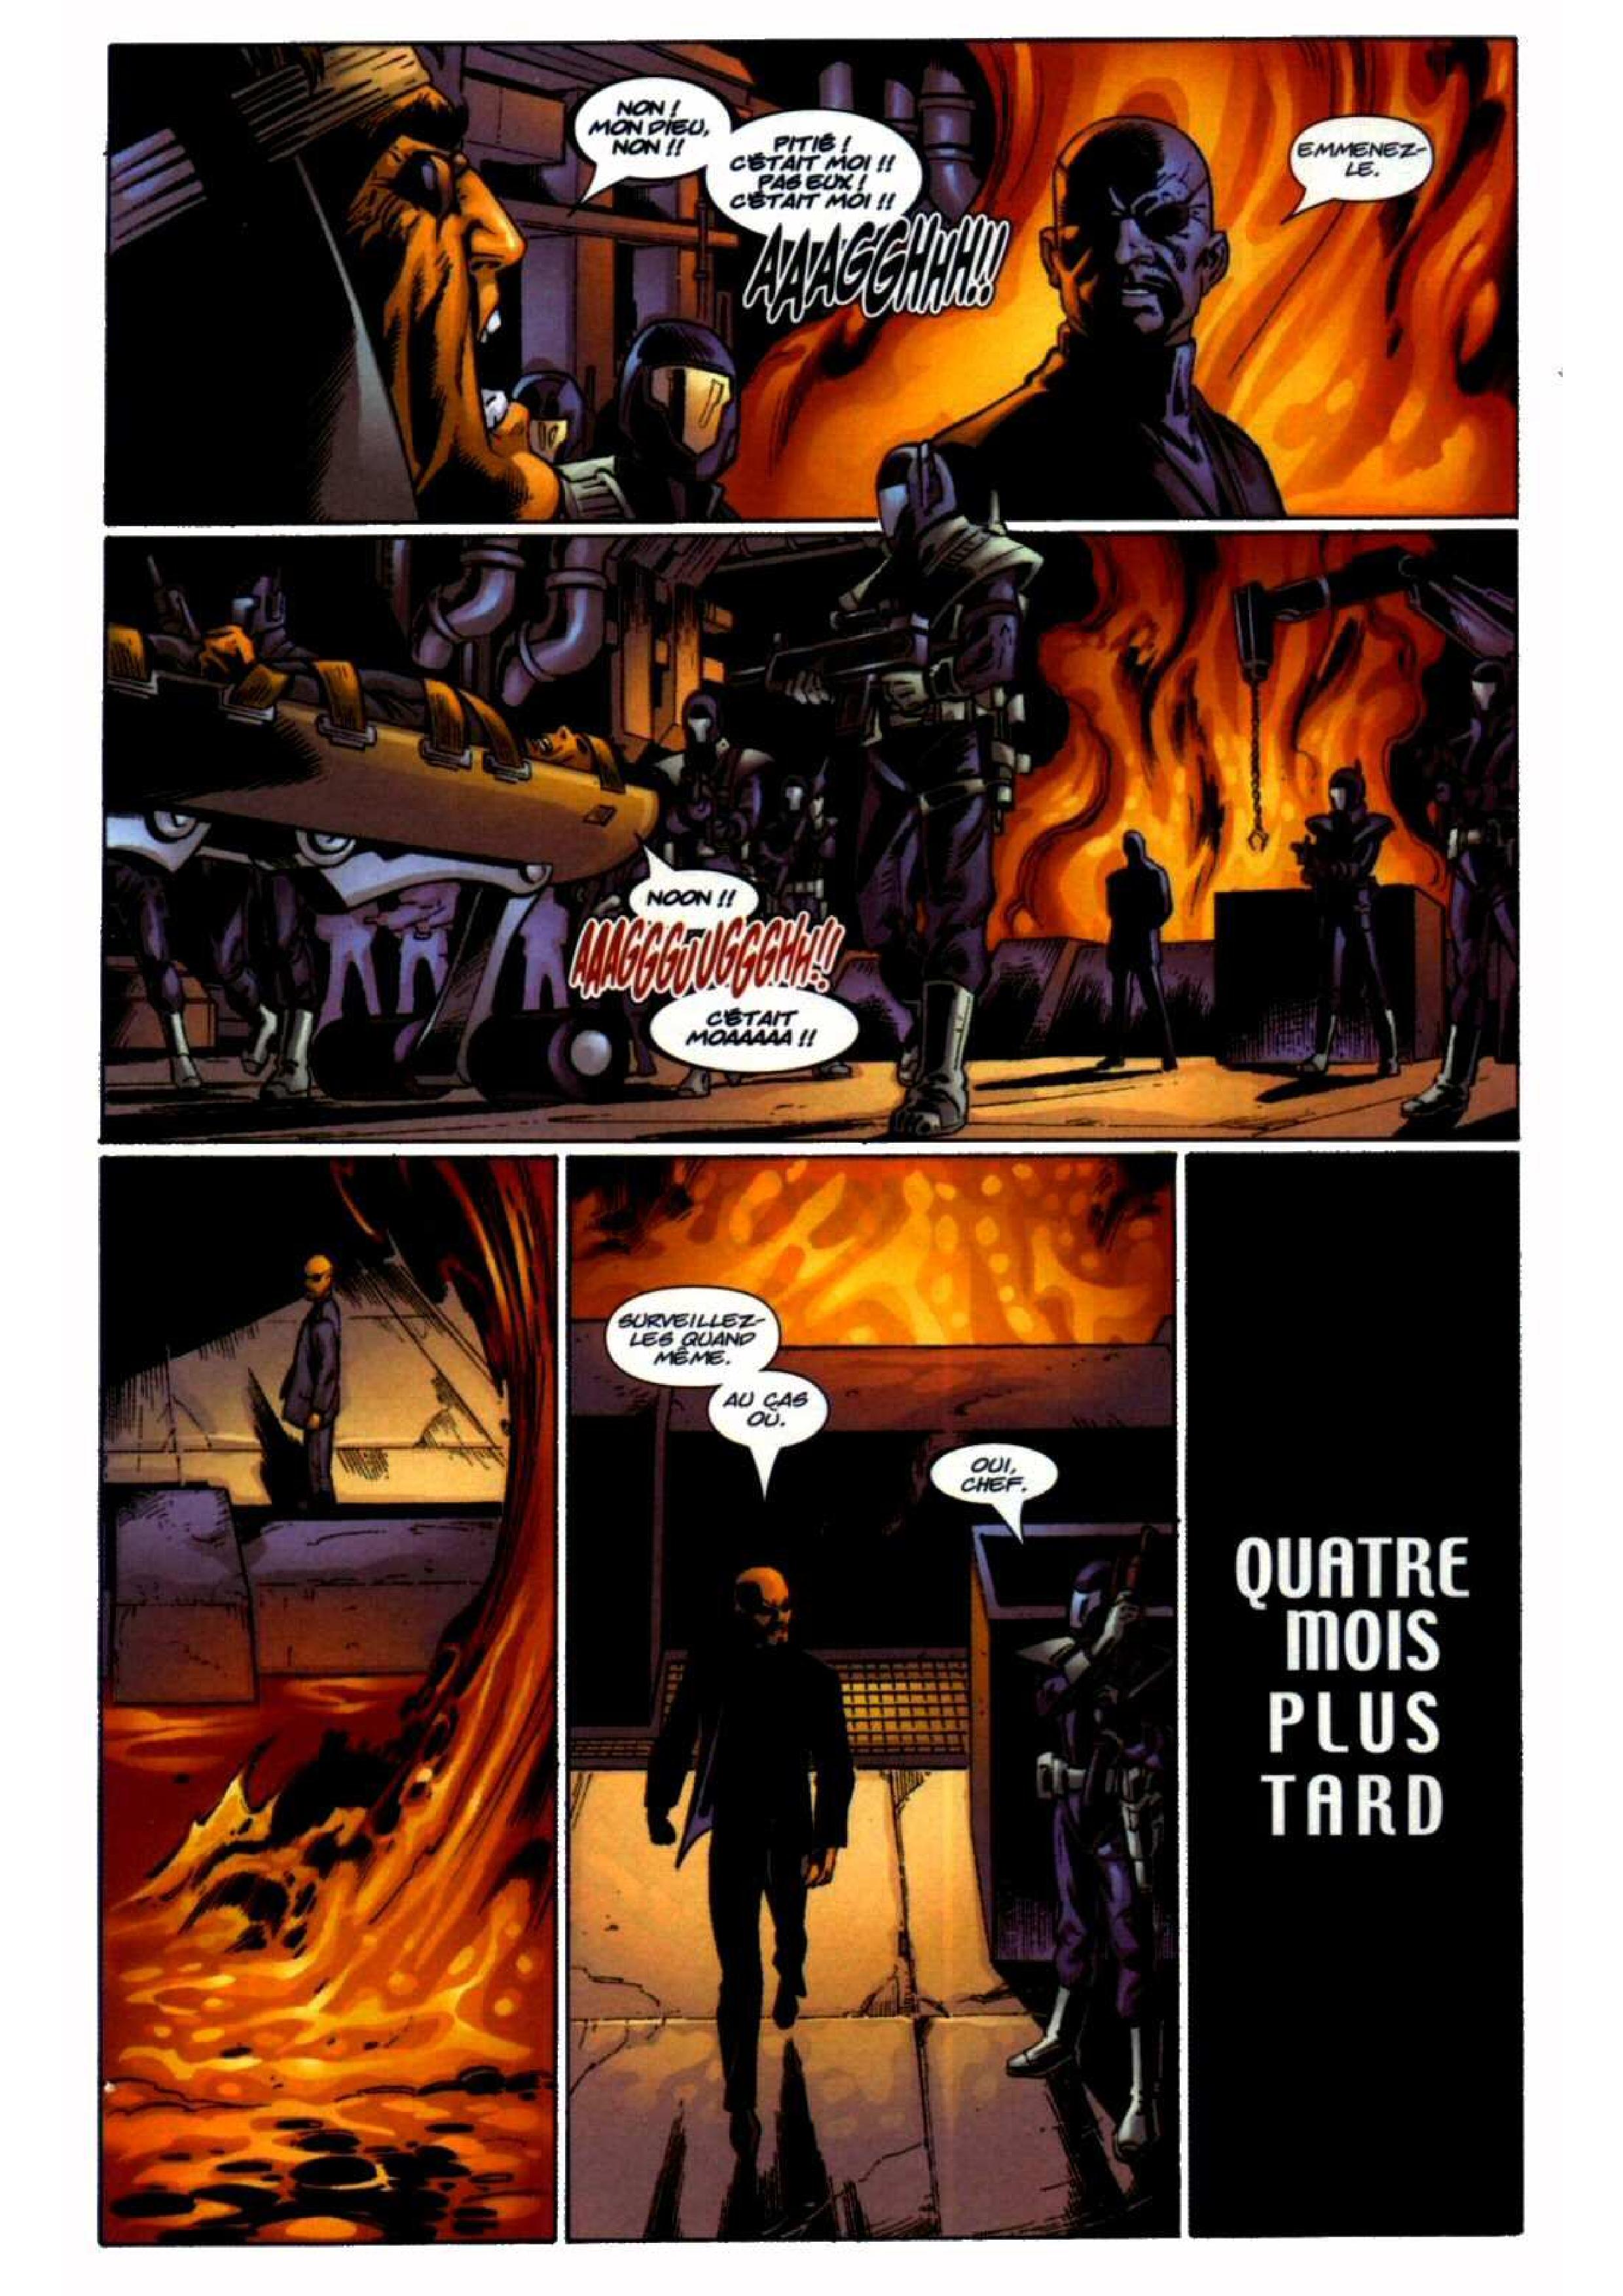 NON !
MON DIEU,
NON !!
PITIÉ !
C'ÉTAIT MOI !!
PAS EUX !
C'ÉTAIT MOI !!
AAAGGHHH!!
EMMENEZ-
LE.
NOON !!
AAAGGGUUGGGHH!!
C'ÉTAIT
MOAAAAA !!
SURVEILLEZ-
LES QUAND
MÊME.
AU CAS
OÙ.
OUI,
CHEF.
QUATRE
MOIS
PLUS
TARD